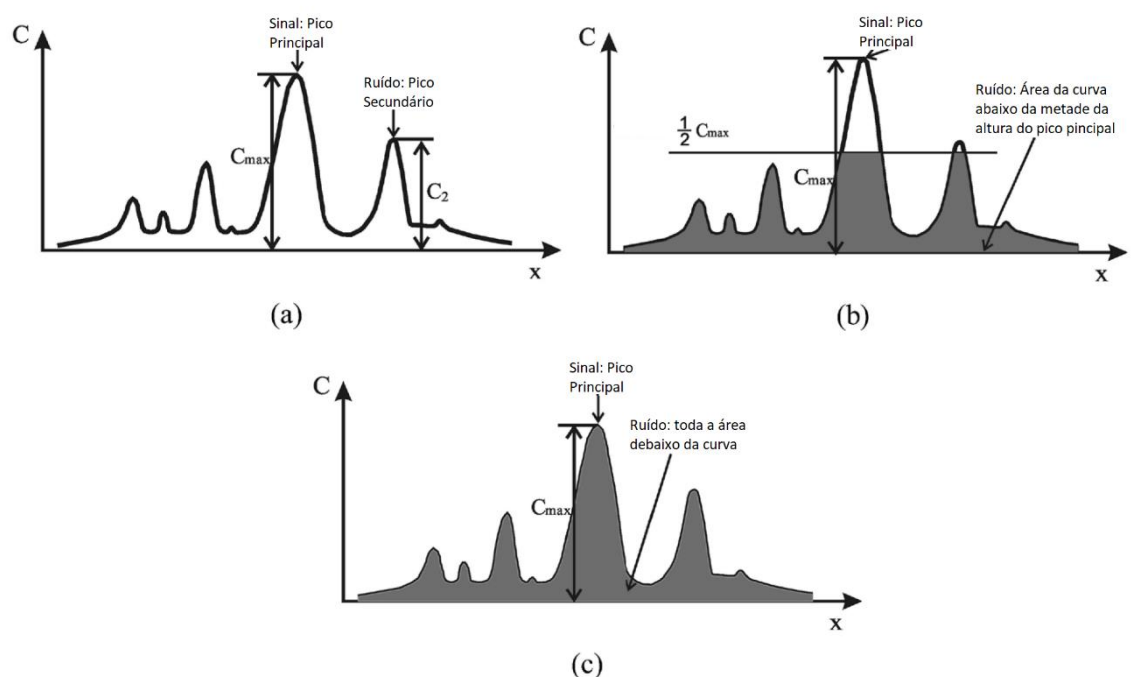 C
Sinal: Pico
Principal
Ruído: Pico
Secundário
Cmax
C2
x
(a)
C
Sinal: Pico
Principal
Ruído: Área da curva
abaixo da metade da
altura do pico pincipal
1/2 Cmax
Cmax
x
(b)
C
Sinal: Pico
Principal
Ruído: toda a área
debaixo da curva
Cmax
x
(c)